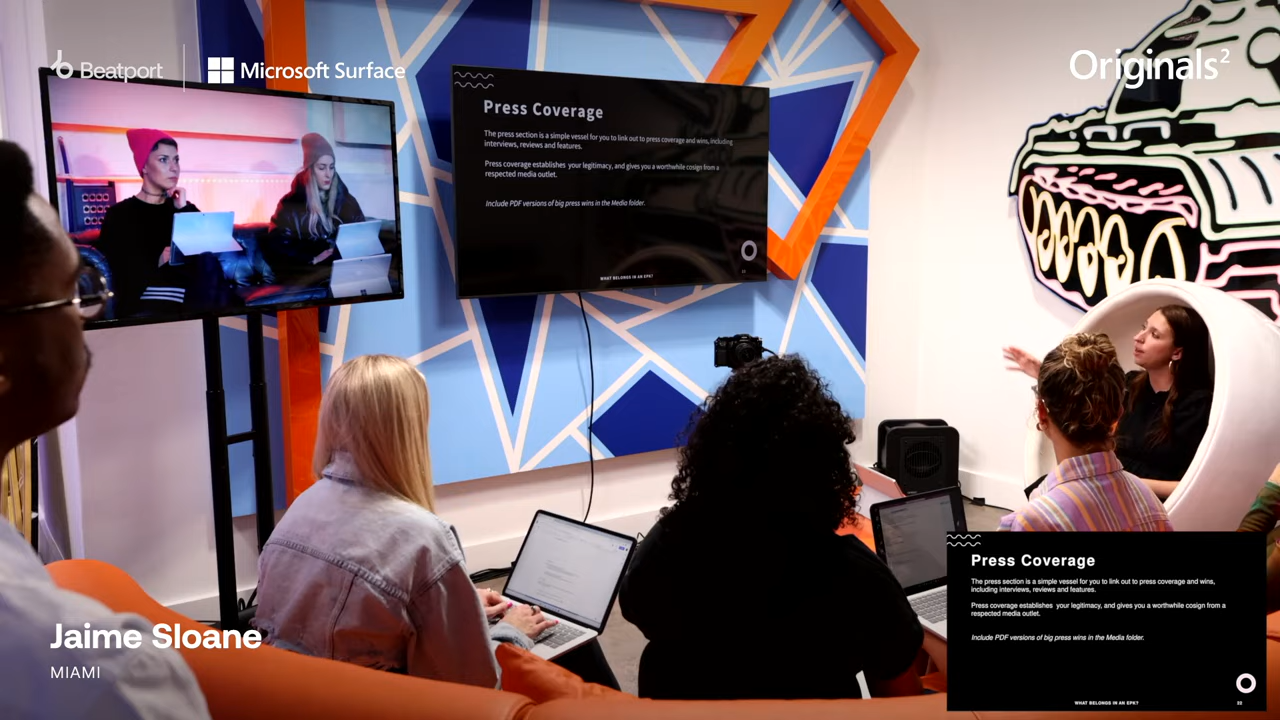 Beatport
Microsoft Surface
Originals²
Press Coverage
The press section is a simple vessel for you to link out to press coverage and wins, including
interviews, reviews and features.
Press coverage establishes your legitimacy, and gives you a worthwhile cosign from a
respected media outlet.
Include PDF versions of big press wins in the Media folder.
WHAT BELONGS IN AN EPK?
Press Coverage
The press section is a simple vessel for you to link out to press coverage and wins,
including interviews, reviews and features.
Press coverage establishes your legitimacy, and gives you a worthwhile cosign from a
respected media outlet.
Include PDF versions of big press wins in the Media folder.
WHAT BELONGS IN AN EPK?
22
Jaime Sloane
MIAMI